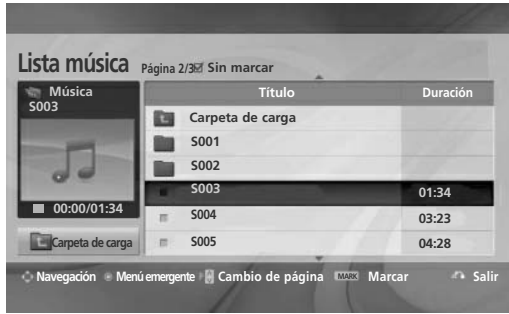 Lista música Página 2/3 Sin marcar
Música
S003
00:00/01:34
Carpeta de carga
Título Duración
Carpeta de carga
S001
S002
S003 01:34
S004 03:23
S005 04:28
Navegación Menú emergente Cambio de página MARK Marcar Salir